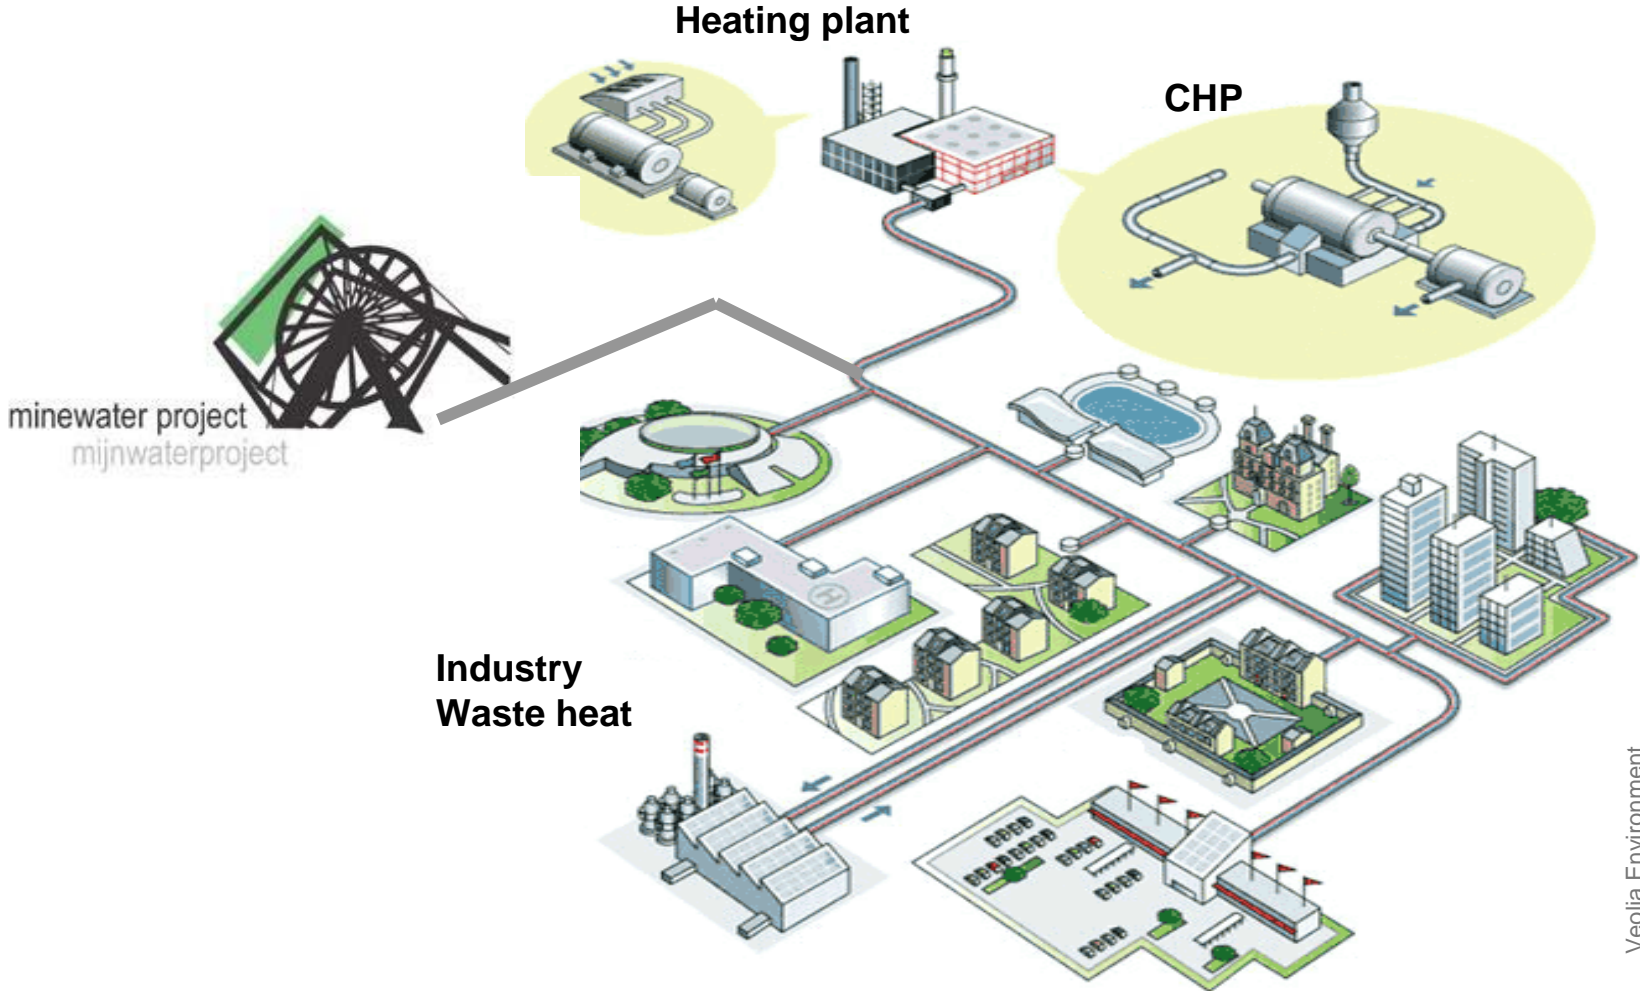 Heating plant
CHP
minewater project
mijnwaterproject
Industry
Waste heat
H
Veolia Environment